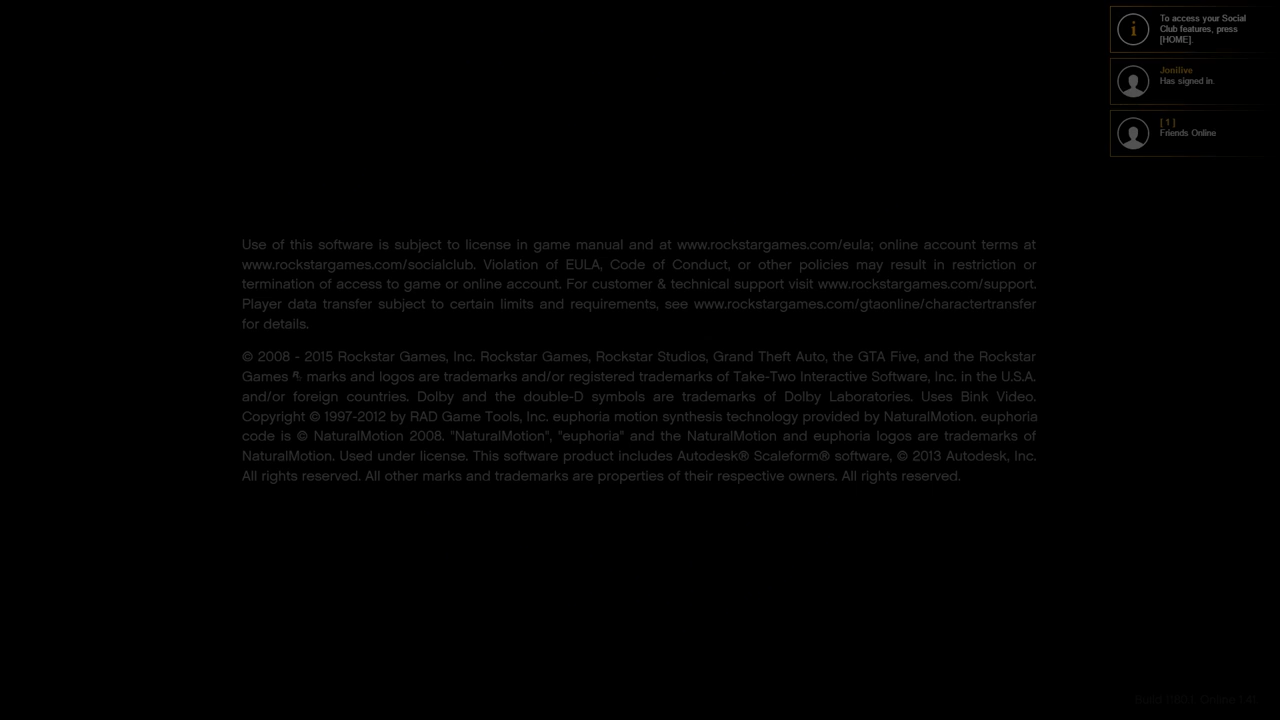 To access your Social
Club features, press
[HOME].
Jonilive
Has signed in.
[ 1 ]
Friends Online
Use of this software is subject to license in game manual and at www.rockstargames.com/eula; online account terms at
www.rockstargames.com/socialclub. Violation of EULA, Code of Conduct, or other policies may result in restriction or
termination of access to game or online account. For customer & technical support visit www.rockstargames.com/support.
Player data transfer subject to certain limits and requirements, see www.rockstargames.com/gtaonline/charactertransfer
for details.
© 2008 - 2015 Rockstar Games, Inc. Rockstar Games, Rockstar Studios, Grand Theft Auto, the GTA Five, and the Rockstar
Games R* marks and logos are trademarks and/or registered trademarks of Take-Two Interactive Software, Inc. in the U.S.A.
and/or foreign countries. Dolby and the double-D symbols are trademarks of Dolby Laboratories. Uses Bink Video.
Copyright © 1997-2012 by RAD Game Tools, Inc. euphoria motion synthesis technology provided by NaturalMotion. euphoria
code is © NaturalMotion 2008. "NaturalMotion", "euphoria" and the NaturalMotion and euphoria logos are trademarks of
NaturalMotion. Used under license. This software product includes Autodesk® Scaleform® software, © 2013 Autodesk, Inc.
All rights reserved. All other marks and trademarks are properties of their respective owners. All rights reserved.
Build Online